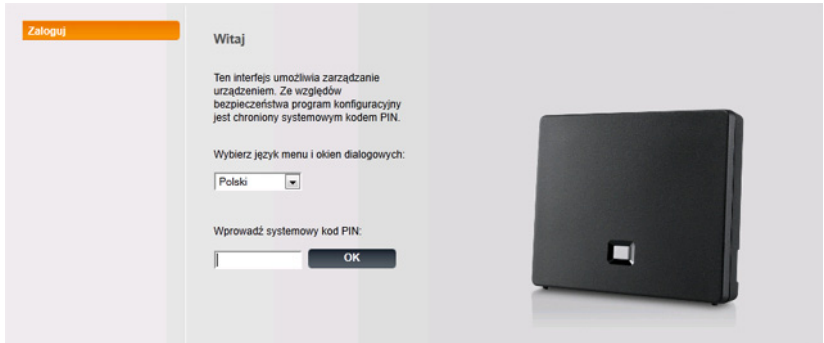 Zaloguj
Witaj
Ten interfejs umożliwia zarządzanie
urządzeniem. Ze względów
bezpieczeństwa program konfiguracyjny
jest chroniony systemowym kodem PIN.
Wybierz język menu i okien dialogowych:
Polski
Wprowadź systemowy kod PIN:
OK